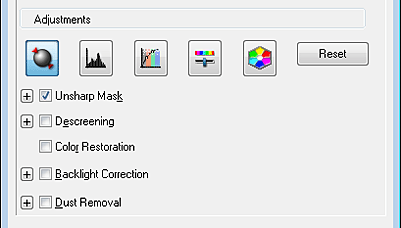 Adjustments
Reset
Unsharp Mask
Descreening
Color Restoration
Backlight Correction
Dust Removal